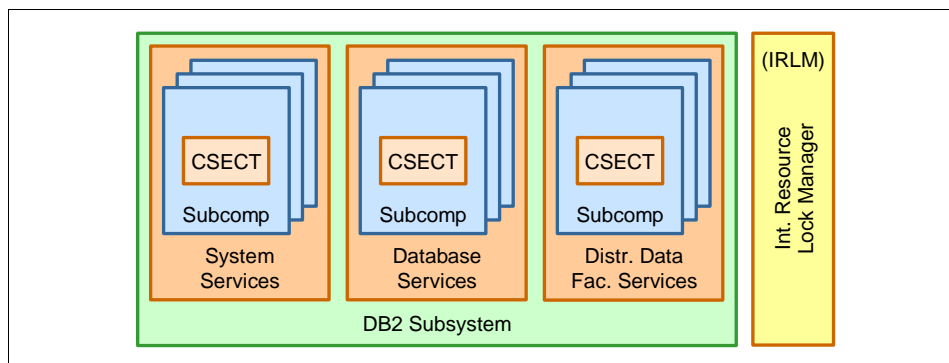 CSECT
Subcomp
System
Services
CSECT
Subcomp
Database
Services
CSECT
Subcomp
Distr. Data
Fac. Services
DB2 Subsystem
(IRLM)
Int. Resource
Lock Manager